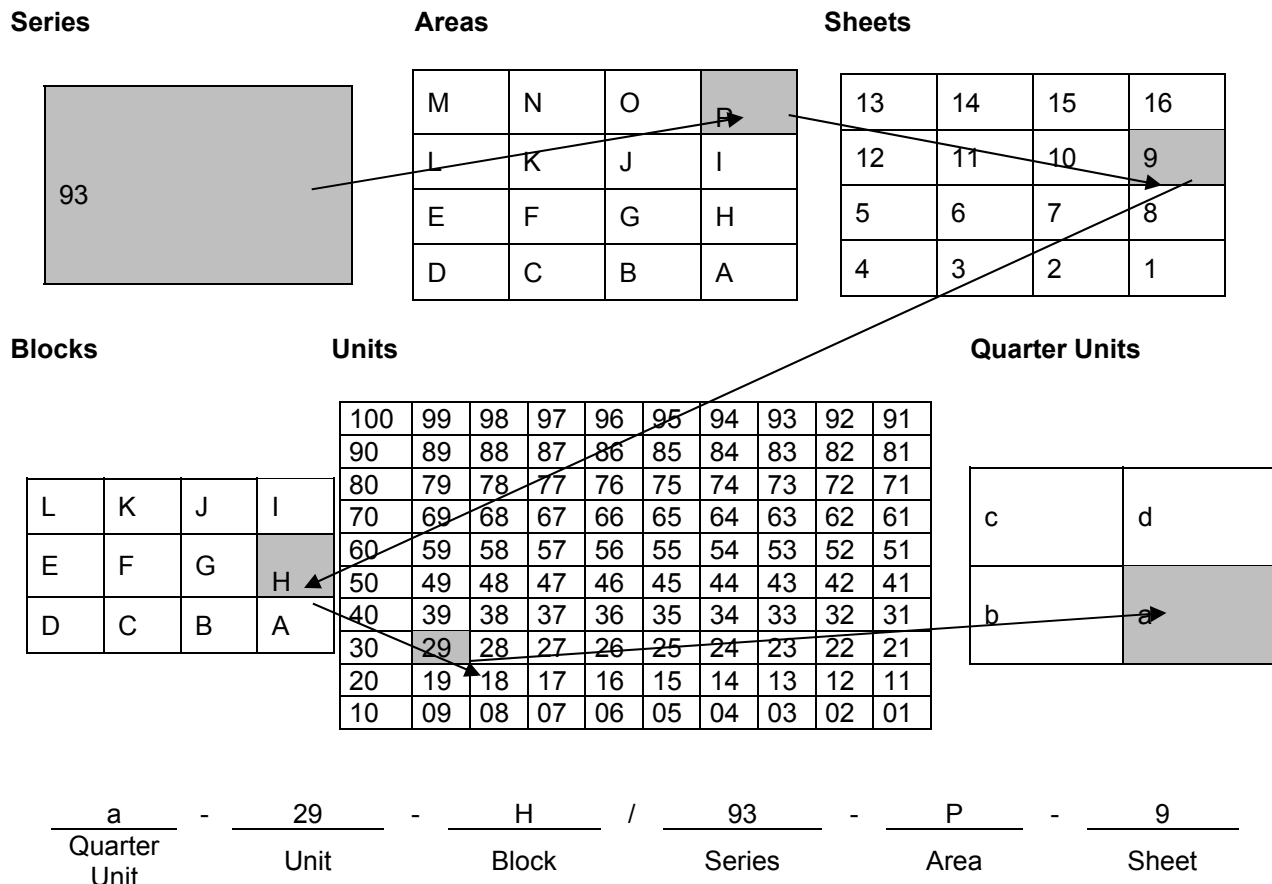 Series Areas Sheets
93
M N O P
L K J I
E F G H
D C B A
13 14 15 16
12 11 10 9
5 6 7 8
4 3 2 1
Blocks Units Quarter Units
L K J I
E F G H
D C B A
100 99 98 97 96 95 94 93 92 91
90 89 88 87 86 85 84 83 82 81
80 79 78 77 76 75 74 73 72 71
70 69 68 67 66 65 64 63 62 61
60 59 58 57 56 55 54 53 52 51
50 49 48 47 46 45 44 43 42 41
40 39 38 37 36 35 34 33 32 31
30 29 28 27 26 25 24 23 22 21
20 19 18 17 16 15 14 13 12 11
10 09 08 07 06 05 04 03 02 01
c d
b a
a - 29 - H / 93 - P - 9
Quarter Unit Block Series Area Sheet
Unit